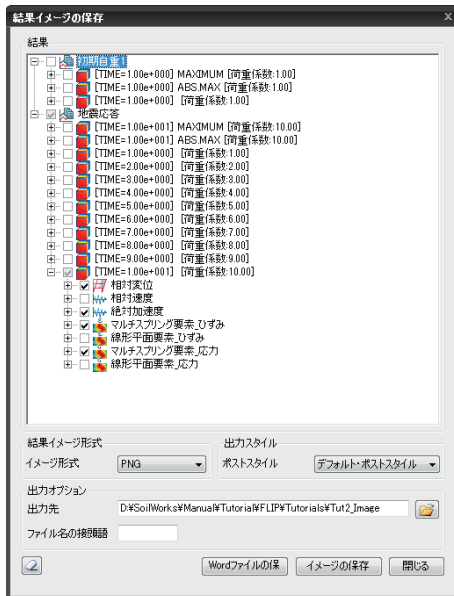 結果イメージの保存
x
結果
初期自重1
[TIME=1.00e+000] MAXIMUM [荷重係数:1.00]
[TIME=1.00e+000] ABS.MAX [荷重係数:1.00]
[TIME=1.00e+000] [荷重係数:1.00]
地震応答
[TIME=1.00e+001] MAXIMUM [荷重係数:10.00]
[TIME=1.00e+001] ABS.MAX [荷重係数:10.00]
[TIME=1.00e+000] [荷重係数:1.00]
[TIME=2.00e+000] [荷重係数:2.00]
[TIME=3.00e+000] [荷重係数:3.00]
[TIME=4.00e+000] [荷重係数:4.00]
[TIME=5.00e+000] [荷重係数:5.00]
[TIME=6.00e+000] [荷重係数:6.00]
[TIME=7.00e+000] [荷重係数:7.00]
[TIME=8.00e+000] [荷重係数:8.00]
[TIME=9.00e+000] [荷重係数:9.00]
[TIME=1.00e+001] [荷重係数:10.00]
相対変位
相対速度
絶対加速度
マルチスプリング要素_ひずみ
線形平面要素_ひずみ
マルチスプリング要素_応力
線形平面要素_応力
結果イメージ形式
イメージ形式 PNG
出力スタイル
ポストスタイル デフォルト・ポストスタイル
出力オプション
出力先 D:¥SoilWorks¥Manual¥Tutorial¥FLIP¥Tutorials¥Tut2_Image
ファイル名の接頭語
Wordファイルの保 イメージの保存 閉じる